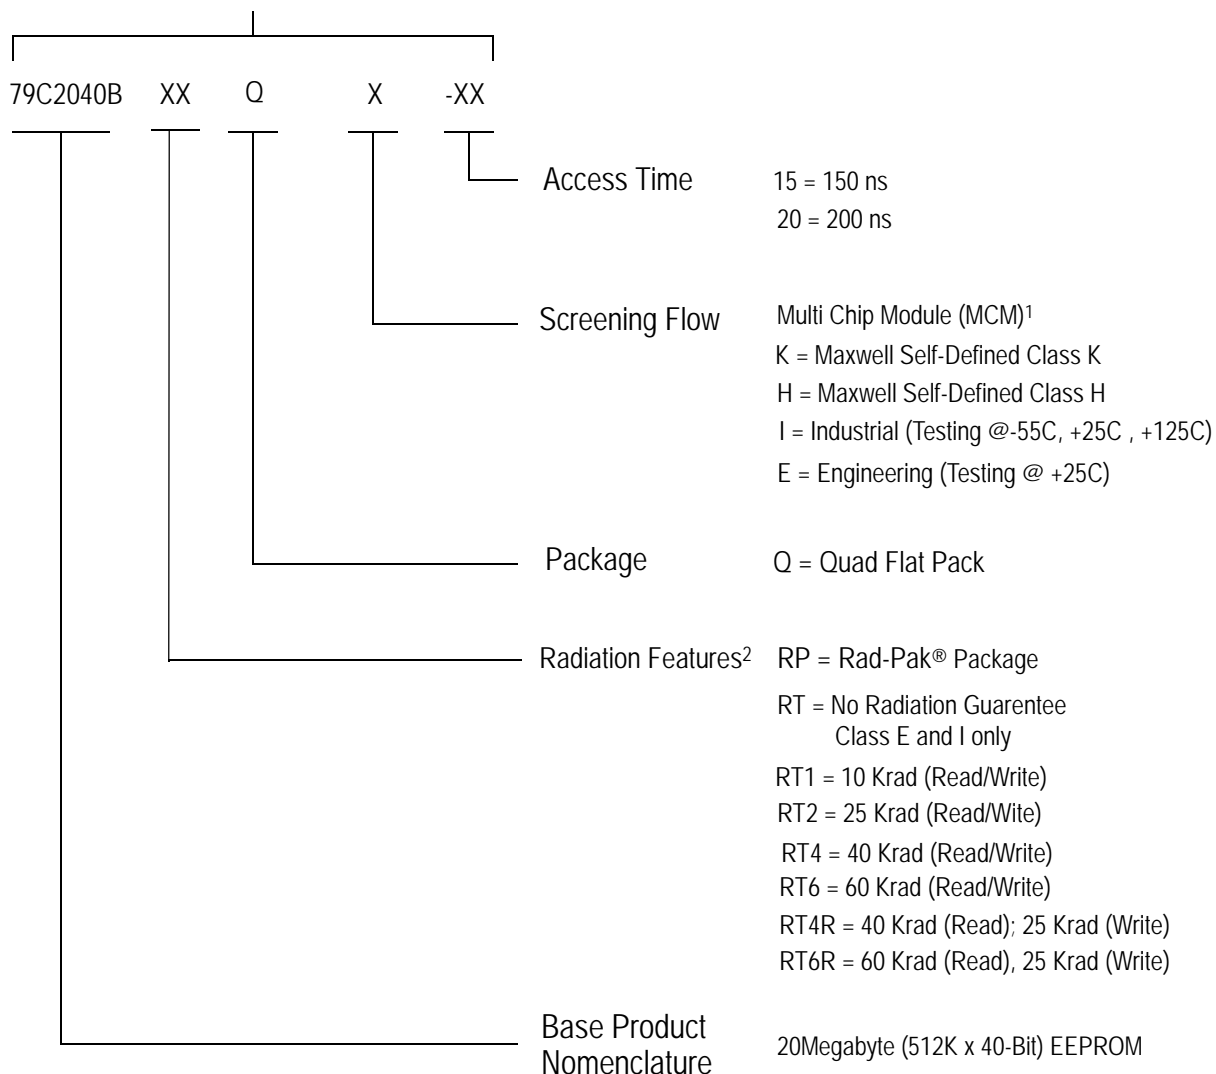 79C2040B XX Q X -XX
Access Time 15 = 150 ns
20 = 200 ns
Screening Flow Multi Chip Module (MCM)1
K = Maxwell Self-Defined Class K
H = Maxwell Self-Defined Class H
I = Industrial (Testing @-55C, +25C , +125C)
E = Engineering (Testing @ +25C)
Package Q = Quad Flat Pack
Radiation Features2 RP = Rad-Pak® Package
RT = No Radiation Guarentee
Class E and I only
RT1 = 10 Krad (Read/Write)
RT2 = 25 Krad (Read/Wite)
RT4 = 40 Krad (Read/Write)
RT6 = 60 Krad (Read/Write)
RT4R = 40 Krad (Read); 25 Krad (Write)
RT6R = 60 Krad (Read), 25 Krad (Write)
Base Product
Nomenclature 20Megabyte (512K x 40-Bit) EEPROM